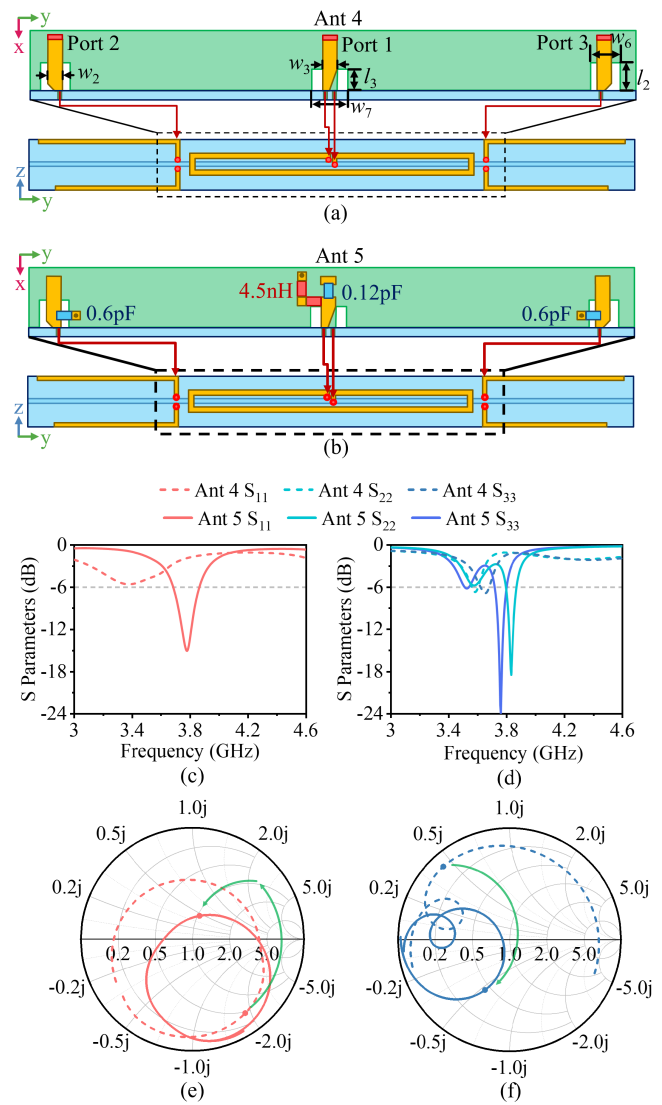 Ant 4
y
x
Port 2
Port 1
Port 3
w6
w2
w3
l3
l2
w7
z
y
(a)
Ant 5
y
x
4.5nH
0.12pF
0.6pF
0.6pF
z
y
(b)
Ant 4 S11 Ant 4 S22 Ant 4 S33
Ant 5 S11 Ant 5 S22 Ant 5 S33
0
-6
-12
-18
-24
S Parameters (dB)
3 3.4 3.8 4.2 4.6
Frequency (GHz)
(c)
0
-6
-12
-18
-24
S Parameters (dB)
3 3.4 3.8 4.2 4.6
Frequency (GHz)
(d)
1.0j
0.5j 2.0j
0.2j 5.0j
0.2 0.5 1.0 2.0 5.0
-0.2j -5.0j
-0.5j -2.0j
-1.0j
(e)
1.0j
0.5j 2.0j
0.2j 5.0j
0.2 0.5 1.0 2.0 5.0
-0.2j -5.0j
-0.5j -2.0j
-1.0j
(f)